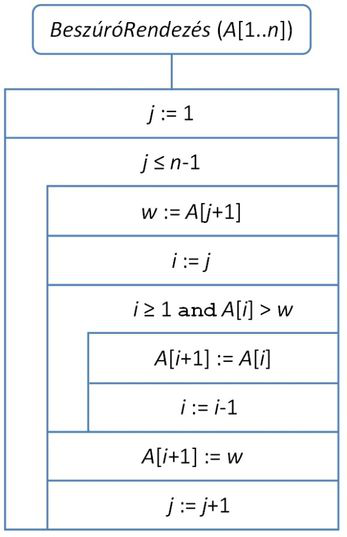 BeszúróRendezés (A[1..n])
j := 1
j ≤ n-1
w := A[j+1]
i := j
i ≥ 1 and A[i] > w
A[i+1] := A[i]
i := i-1
A[i+1] := w
j := j+1